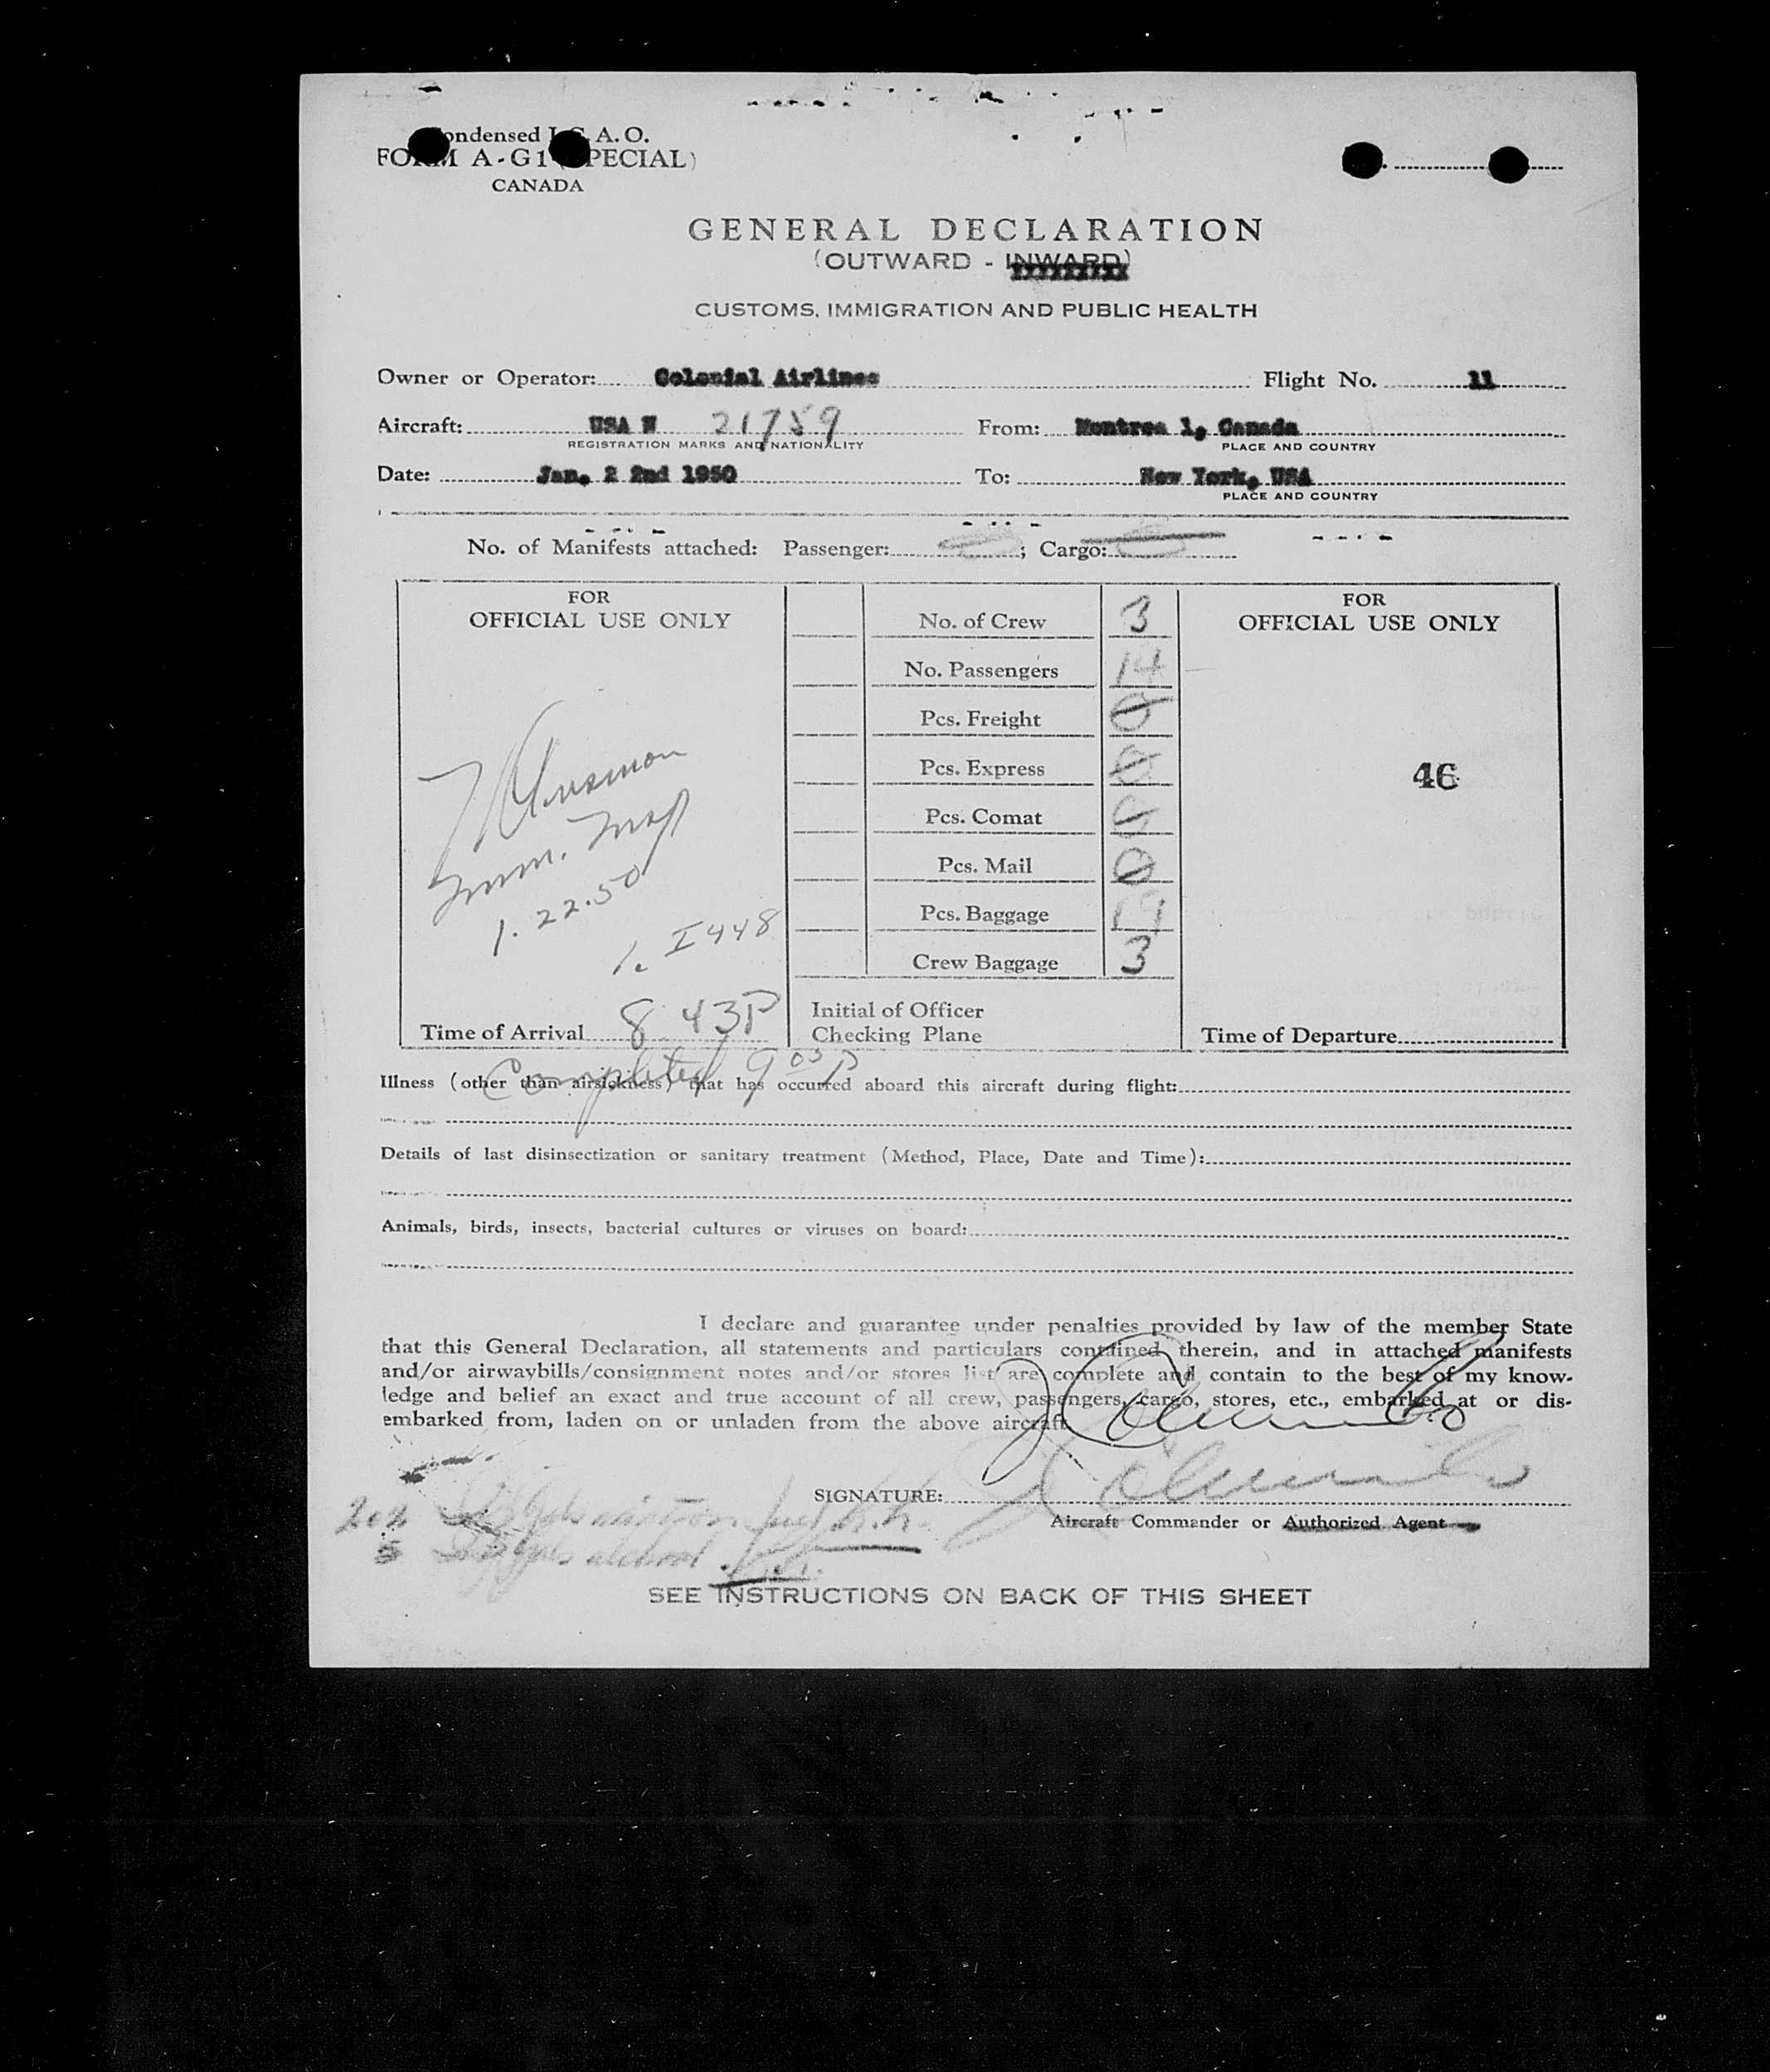 Condensed I.C.A.O.
FORM A-G1 (SPECIAL)
CANADA
GENERAL DECLARATION
(OUTWARD - INWARD)
CUSTOMS, IMMIGRATION AND PUBLIC HEALTH
Owner or Operator: Colonial Airlines Flight No. 11
Aircraft: USA N 21759 From: Montrea l, Canada
REGISTRATION MARKS AND NATIONALITY PLACE AND COUNTRY
Date: Jan. 2 2nd 1950 To: New York, USA
PLACE AND COUNTRY
No. of Manifests attached: Passenger: ; Cargo:
FOR
OFFICIAL USE ONLY
Imm. Insp
1.22.50
1. I448
Time of Arrival 8 43P
No. of Crew 3
No. Passengers 14
Pcs. Freight 0
Pcs. Express 0
Pcs. Comat 0
Pcs. Mail 0
Pcs. Baggage 19
Crew Baggage 3
Initial of Officer
Checking Plane
FOR
OFFICIAL USE ONLY
46
Time of Departure
Completed 9 03 P
Illness (other than airsickness) that has occurred aboard this aircraft during flight:
Details of last disinsectization or sanitary treatment (Method, Place, Date and Time):
Animals, birds, insects, bacterial cultures or viruses on board:
I declare and guarantee under penalties provided by law of the member State
that this General Declaration, all statements and particulars contained therein, and in attached manifests
and/or airwaybills/consignment notes and/or stores list are complete and contain to the best of my know-
ledge and belief an exact and true account of all crew, passengers, cargo, stores, etc., embarked at or dis-
embarked from, laden on or unladen from the above aircraft.
SIGNATURE:
Aircraft Commander or Authorized Agent
SEE INSTRUCTIONS ON BACK OF THIS SHEET